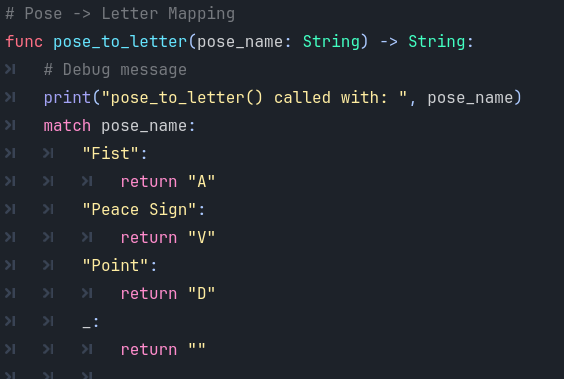 # Pose -> Letter Mapping
func pose_to_letter(pose_name: String) -> String:
    # Debug message
    print("pose_to_letter() called with: ", pose_name)
    match pose_name:
        "Fist":
            return "A"
        "Peace Sign":
            return "V"
        "Point":
            return "D"
        _:
            return ""